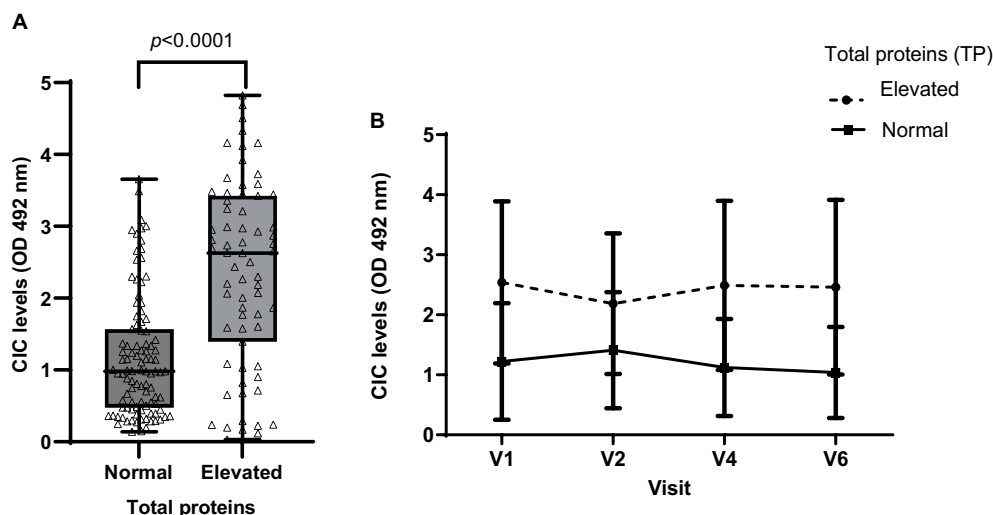 A
p<0.0001
CIC levels (OD 492 nm)
5
4
3
2
1
0
Normal Elevated
Total proteins
B
Total proteins (TP)
Elevated
Normal
CIC levels (OD 492 nm)
5
4
3
2
1
0
V1 V2 V4 V6
Visit